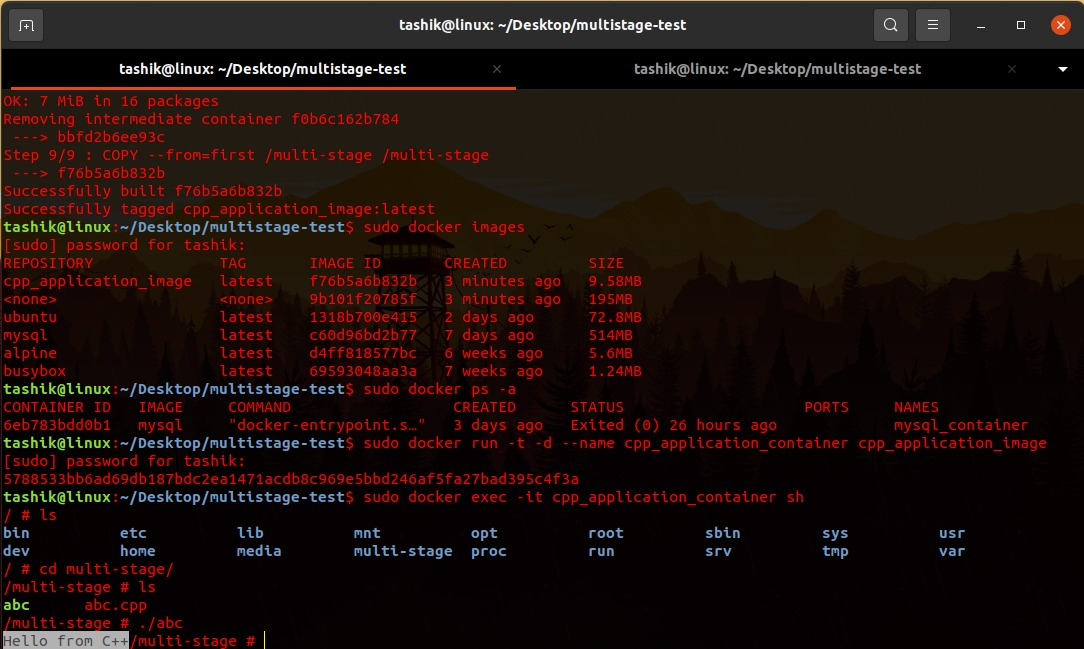 tashik@linux: ~/Desktop/multistage-test
tashik@linux: ~/Desktop/multistage-test
tashik@linux: ~/Desktop/multistage-test
OK: 7 MiB in 16 packages
Removing intermediate container f0b6c162b784
 ---> bbfd2b6ee93c
Step 9/9 : COPY --from=first /multi-stage /multi-stage
 ---> f76b5a6b832b
Successfully built f76b5a6b832b
Successfully tagged cpp_application_image:latest
tashik@linux:~/Desktop/multistage-test$ sudo docker images
[sudo] password for tashik:
REPOSITORY TAG IMAGE ID CREATED SIZE
cpp_application_image latest f76b5a6b832b 3 minutes ago 9.58MB
<none> <none> 9b101f20785f 3 minutes ago 195MB
ubuntu latest 1318b700e415 2 days ago 72.8MB
mysql latest c60d96bd2b77 7 days ago 514MB
alpine latest d4ff818577bc 6 weeks ago 5.6MB
busybox latest 69593048aa3a 7 weeks ago 1.24MB
tashik@linux:~/Desktop/multistage-test$ sudo docker ps -a
CONTAINER ID IMAGE COMMAND CREATED STATUS PORTS NAMES
6eb783bdd0b1 mysql "docker-entrypoint.s…" 3 days ago Exited (0) 26 hours ago mysql_container
tashik@linux:~/Desktop/multistage-test$ sudo docker run -t -d --name cpp_application_container cpp_application_image
[sudo] password for tashik:
5788533bb6ad69db187bdc2ea1471acdb8c969e5bbd246af5fa27bad395c4f3a
tashik@linux:~/Desktop/multistage-test$ sudo docker exec -it cpp_application_container sh
/ # ls
bin etc lib mnt opt root sbin sys usr
dev home media multi-stage proc run srv tmp var
/ # cd multi-stage/
/multi-stage # ls
abc abc.cpp
/multi-stage # ./abc
Hello from C++/multi-stage #